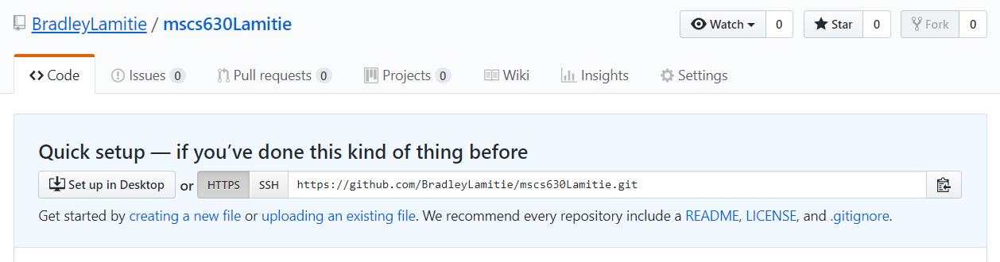 BradleyLamitie / mscs630Lamitie
Watch 0 Star 0 Fork 0
Code Issues 0 Pull requests 0 Projects 0 Wiki Insights Settings
Quick setup — if you’ve done this kind of thing before
Set up in Desktop or HTTPS SSH https://github.com/BradleyLamitie/mscs630Lamitie.git
Get started by creating a new file or uploading an existing file. We recommend every repository include a README, LICENSE, and .gitignore.